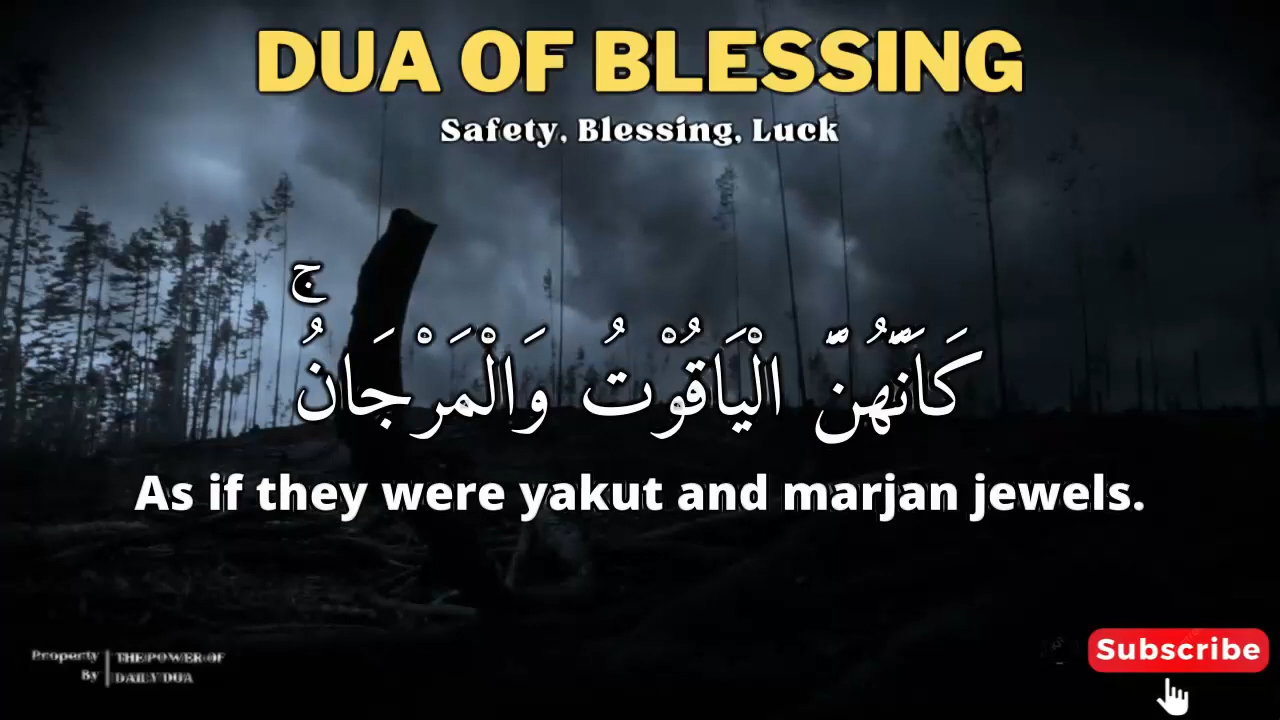 DUA OF BLESSING
Safety, Blessing, Luck
كَاَنَّهُنَّ الْيَاقُوْتُ وَالْمَرْجَانُۚ
As if they were yakut and marjan jewels.
Property By
THE POWER OF
DAILY DUA
Subscribe